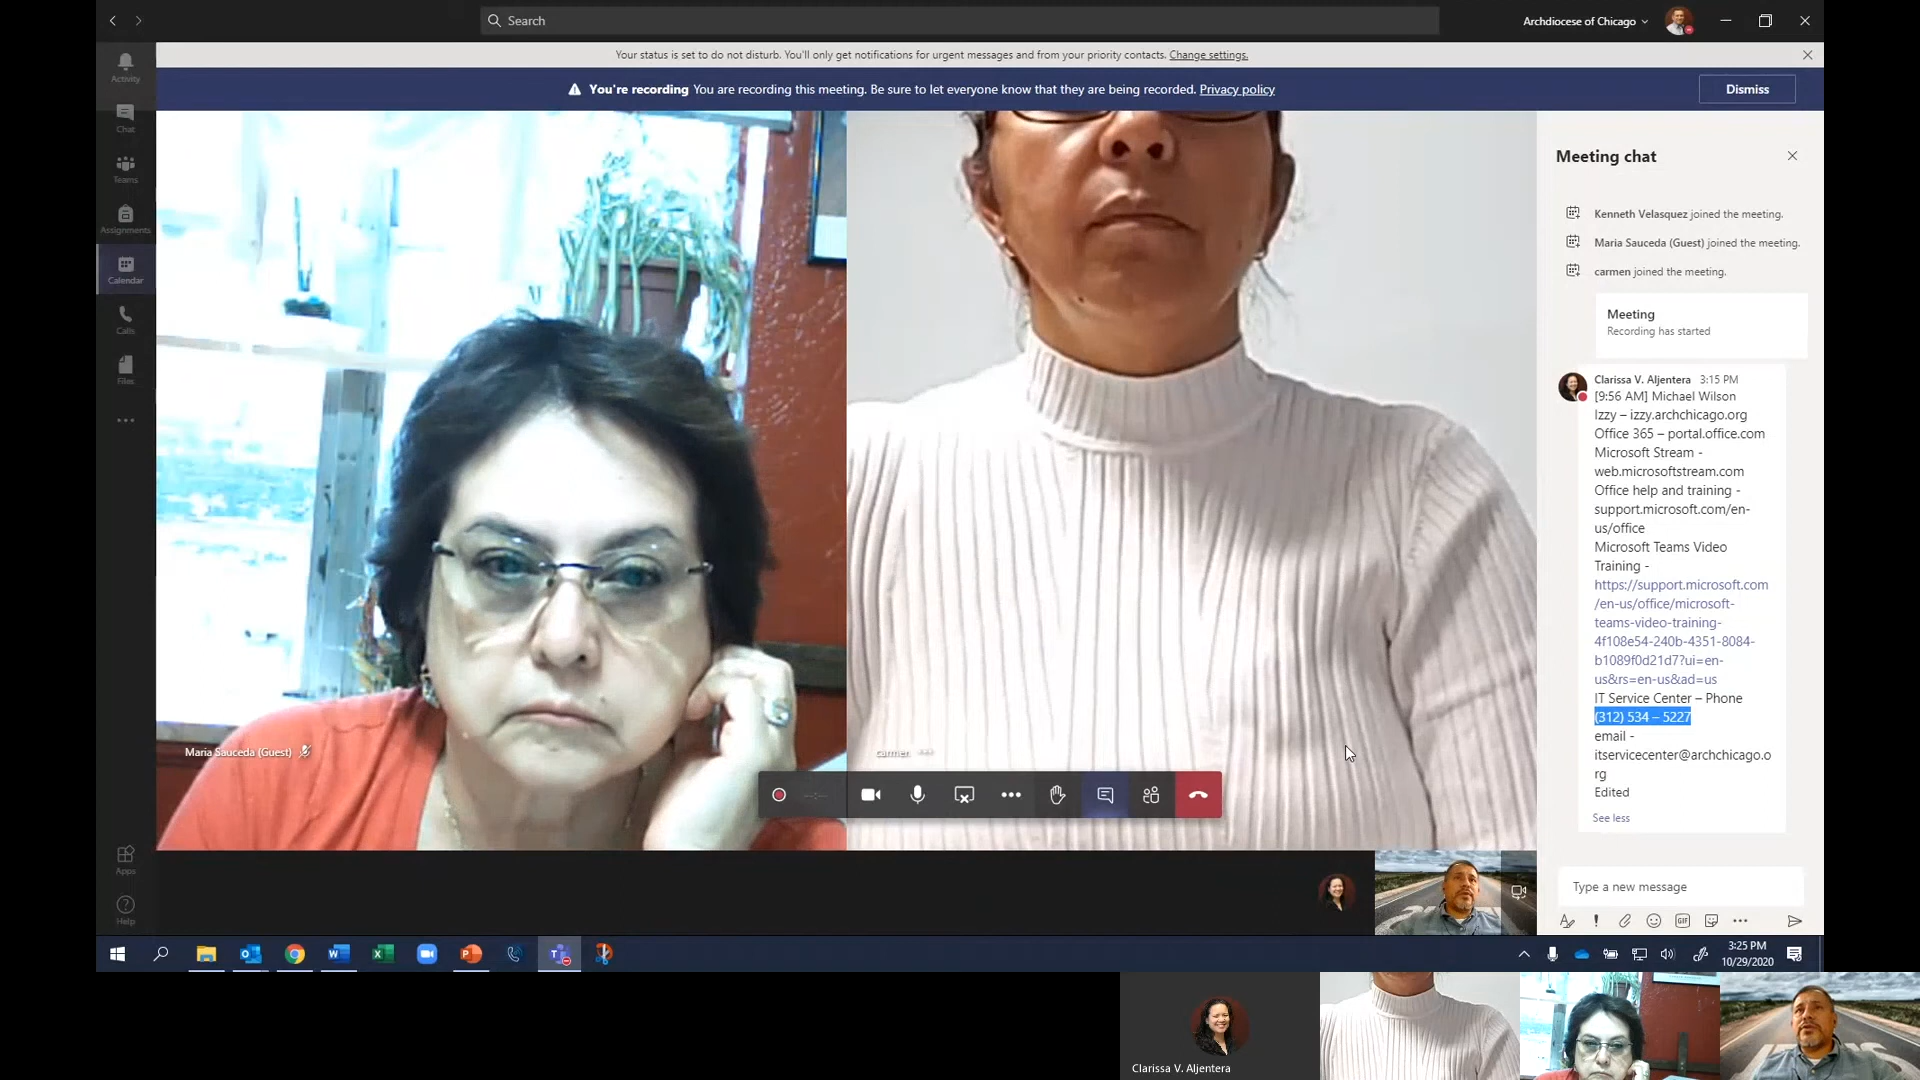 Search
Archdiocese of Chicago
Your status is set to do not disturb. You'll only get notifications for urgent messages and from your priority contacts. Change settings.
You're recording You are recording this meeting. Be sure to let everyone know that they are being recorded. Privacy policy
Dismiss
Activity
Chat
Teams
Assignments
Calendar
Calls
Files
Apps
Help
Maria Sauceda (Guest)
carmen
Meeting chat
Kenneth Velasquez joined the meeting.
Maria Sauceda (Guest) joined the meeting.
carmen joined the meeting.
Meeting
Recording has started
Clarissa V. Aljentera 3:15 PM
[9:56 AM] Michael Wilson
Izzy – izzy.archchicago.org
Office 365 – portal.office.com
Microsoft Stream -
web.microsoftstream.com
Office help and training -
support.microsoft.com/en-
us/office
Microsoft Teams Video
Training -
https://support.microsoft.com
/en-us/office/microsoft-
teams-video-training-
4f108e54-240b-4351-8084-
b1089f0d21d7?ui=en-
us&rs=en-us&ad=us
IT Service Center – Phone
(312) 534 – 5227
email -
itservicecenter@archchicago.o
rg
Edited
See less
Type a new message
GIF
3:25 PM
10/29/2020
Clarissa V. Aljentera